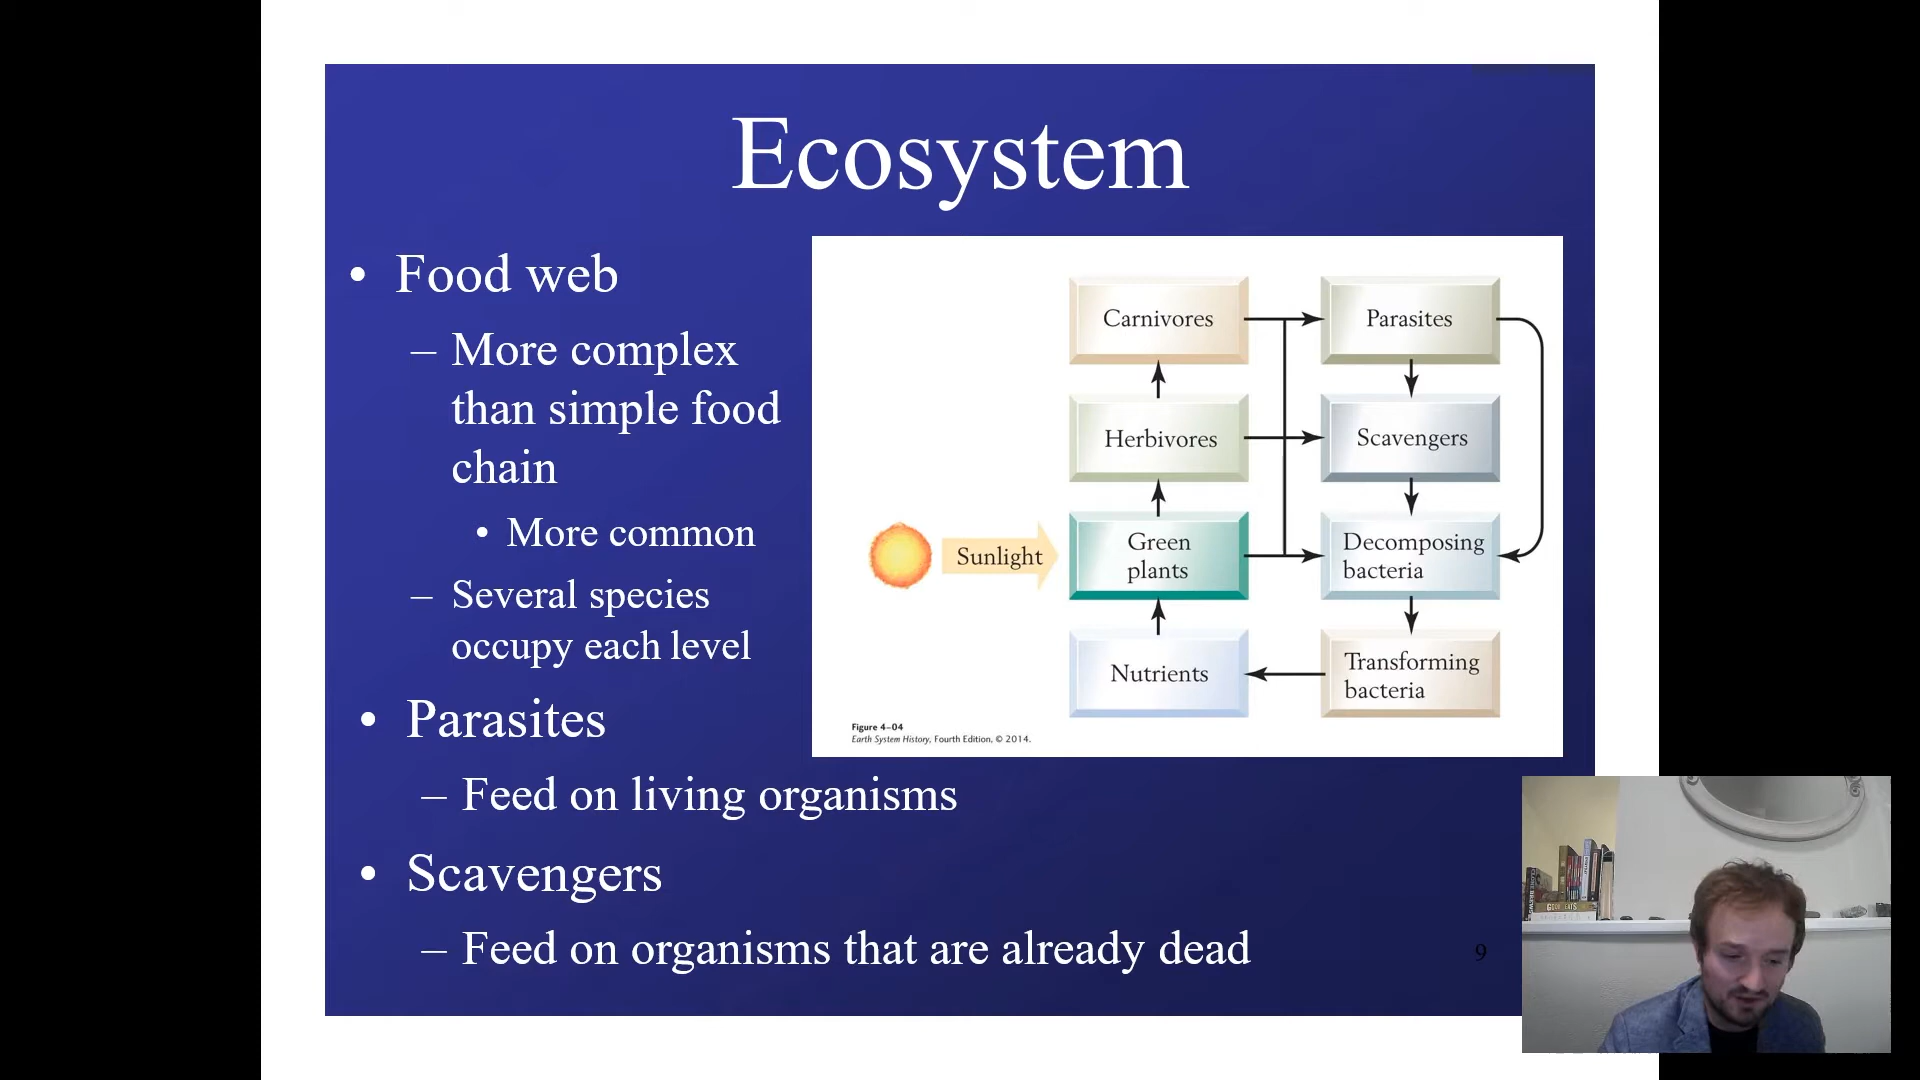 Ecosystem
• Food web
– More complex
than simple food
chain
• More common
– Several species
occupy each level
• Parasites
– Feed on living organisms
• Scavengers
– Feed on organisms that are already dead
Carnivores
Parasites
Herbivores
Scavengers
Sunlight
Green
plants
Decomposing
bacteria
Nutrients
Transforming
bacteria
Figure 4–04
Earth System History, Fourth Edition, © 2014.
9
GOOD EATS